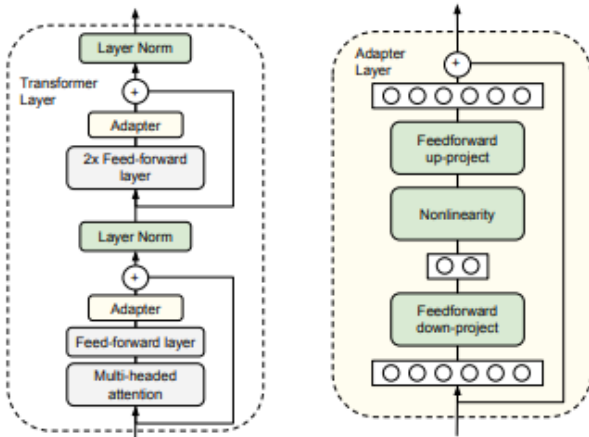 Layer Norm
Transformer
Layer
+
Adapter
2x Feed-forward
layer
Layer Norm
+
Adapter
Feed-forward layer
Multi-headed
attention
Adapter
Layer
+
Feedforward
up-project
Nonlinearity
Feedforward
down-project